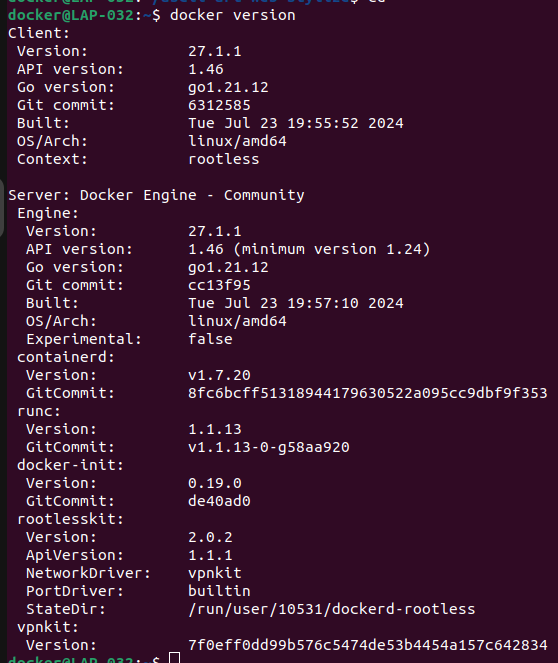 docker@LAP-032:~$ docker version
Client:
 Version:           27.1.1
 API version:       1.46
 Go version:        go1.21.12
 Git commit:        6312585
 Built:             Tue Jul 23 19:55:52 2024
 OS/Arch:           linux/amd64
 Context:           rootless

Server: Docker Engine - Community
 Engine:
  Version:          27.1.1
  API version:      1.46 (minimum version 1.24)
  Go version:       go1.21.12
  Git commit:       cc13f95
  Built:            Tue Jul 23 19:57:10 2024
  OS/Arch:          linux/amd64
  Experimental:     false
 containerd:
  Version:          v1.7.20
  GitCommit:        8fc6bcff51318944179630522a095cc9dbf9f353
 runc:
  Version:          1.1.13
  GitCommit:        v1.1.13-0-g58aa920
 docker-init:
  Version:          0.19.0
  GitCommit:        de40ad0
 rootlesskit:
  Version:          2.0.2
  ApiVersion:       1.1.1
  NetworkDriver:    vpnkit
  PortDriver:       builtin
  StateDir:         /run/user/10531/dockerd-rootless
 vpnkit:
  Version:          7f0eff0dd99b576c5474de53b4454a157c642834
docker@LAP-032:~$